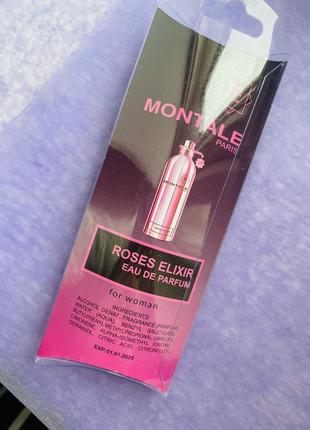 MONTALE
PARIS
MONTALE
ROSES ELIXIR
EAU DE PARFUM
for woman
INGREDIENTS:
ALCOHOL DENAT, FRAGRANCE (PARFUM),
WATER (AQUA), BENZYL SALICYLATE,
BUTYLPHENYL METHYLPROPIONAL, LINALOOL,
LIMONENE, ALPHA-ISOMETHYL IONONE,
GERANIOL, CITRIC ACID, CITRONELLOL
EXP:01.01.2025